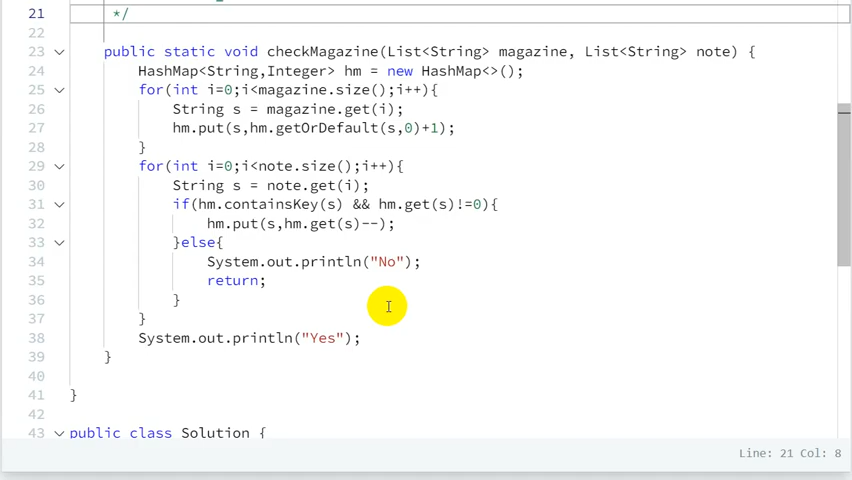 21 */
22
23 public static void checkMagazine(List<String> magazine, List<String> note) {
24 HashMap<String,Integer> hm = new HashMap<>();
25 for(int i=0;i<magazine.size();i++){
26 String s = magazine.get(i);
27 hm.put(s,hm.getOrDefault(s,0)+1);
28 }
29 for(int i=0;i<note.size();i++){
30 String s = note.get(i);
31 if(hm.containsKey(s) && hm.get(s)!=0){
32 hm.put(s,hm.get(s)--);
33 }else{
34 System.out.println("No");
35 return;
36 }
37 }
38 System.out.println("Yes");
39 }
40
41 }
42
43 public class Solution {
Line: 21 Col: 8